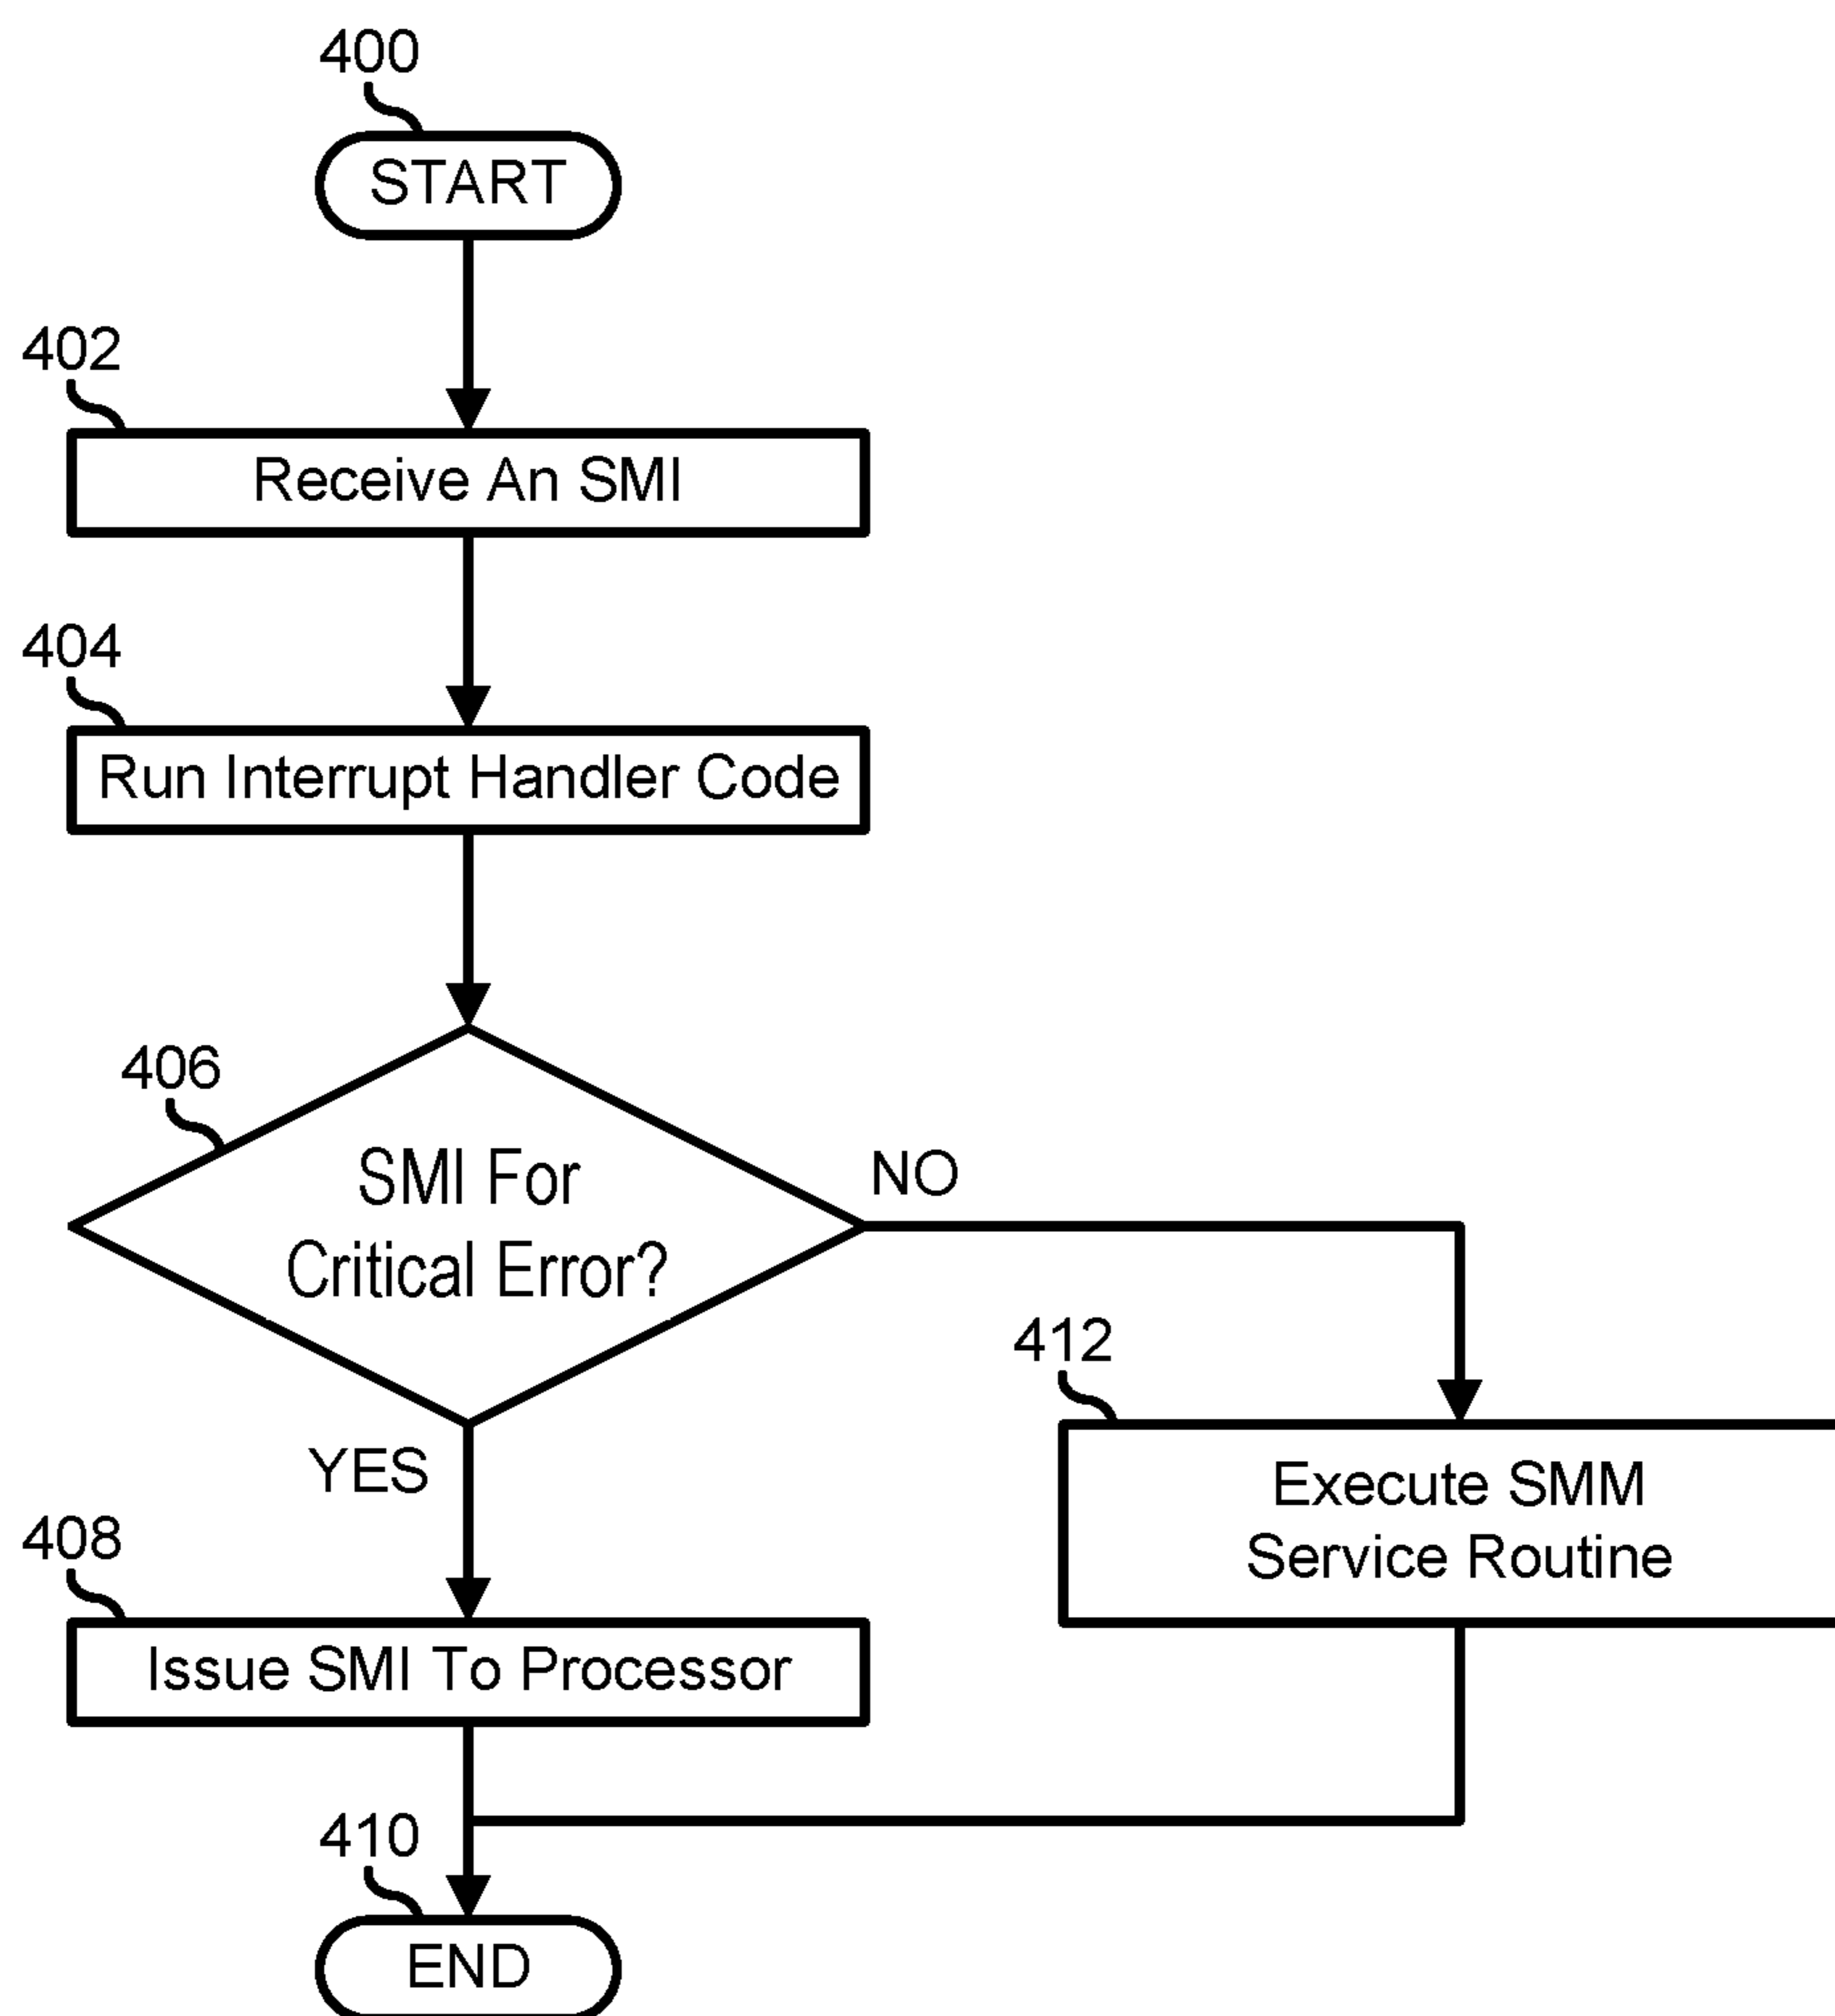 400
START
402
Receive An SMI
404
Run Interrupt Handler Code
406
SMI For
Critical Error?
NO
YES
412
Execute SMM
Service Routine
408
Issue SMI To Processor
410
END